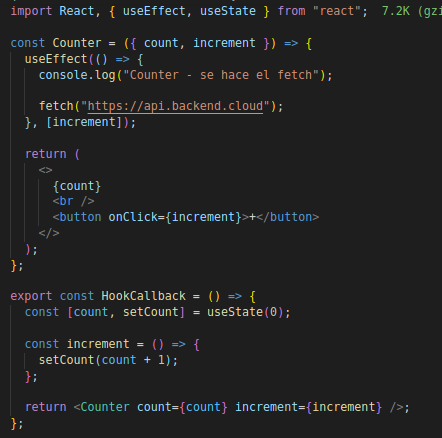 import React, { useEffect, useState } from "react"; 7.2K (gzi
const Counter = ({ count, increment }) => {
useEffect(() => {
console.log("Counter - se hace el fetch");
fetch("https://api.backend.cloud");
}, [increment]);
return (
<>
{count}
<br />
<button onClick={increment}>+</button>
</>
);
};
export const HookCallback = () => {
const [count, setCount] = useState(0);
const increment = () => {
setCount(count + 1);
};
return <Counter count={count} increment={increment} />;
};